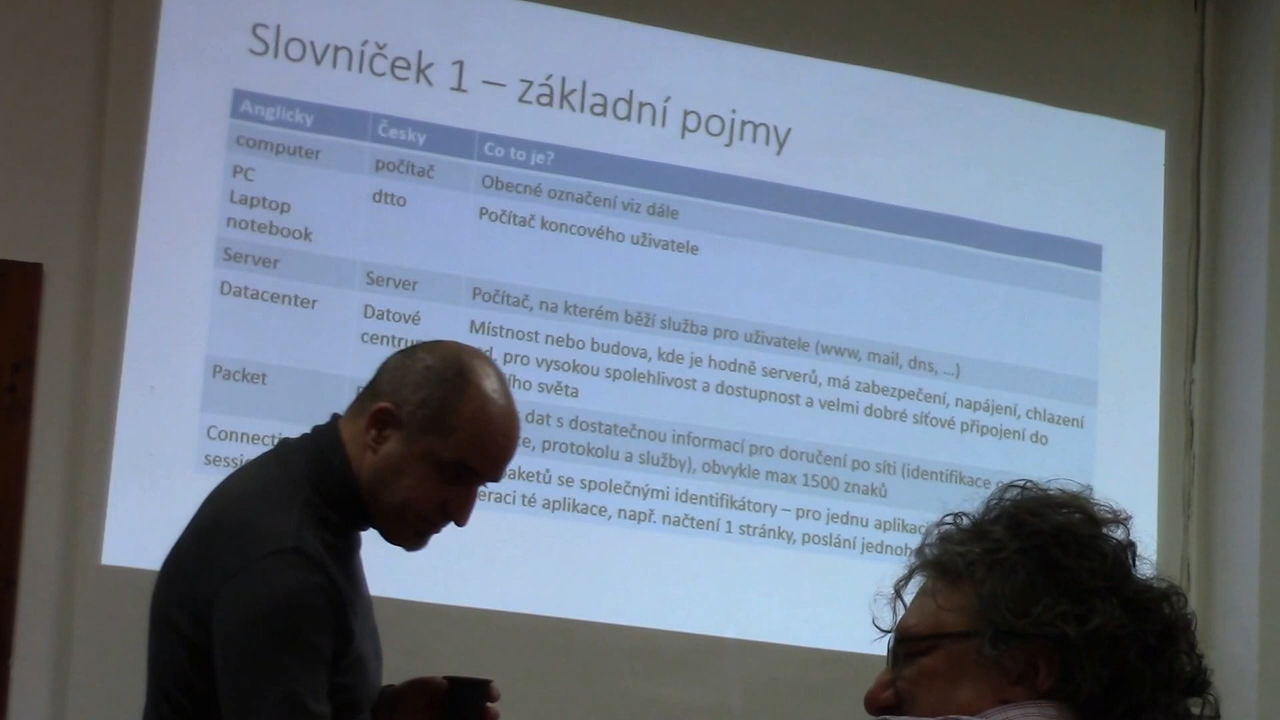 Slovníček 1 – základní pojmy
Anglicky Česky Co to je?
computer počítač Obecné označení viz dále
PC dtto Počítač koncového uživatele
Laptop
notebook
Server Server Počítač, na kterém běží služba pro uživatele (www, mail, dns, ...)
Datacenter Datové Místnost nebo budova, kde je hodně serverů, má zabezpečení, napájení, chlazení
pro vysokou spolehlivost a dostupnost a velmi dobré síťové připojení do
světa
Packet dat s dostatečnou informací pro doručení po síti (identifikace
protokolu a služby), obvykle max 1500 znaků
paketů se společnými identifikátory – pro jednu
té aplikace, např. načtení 1 stránky, poslání